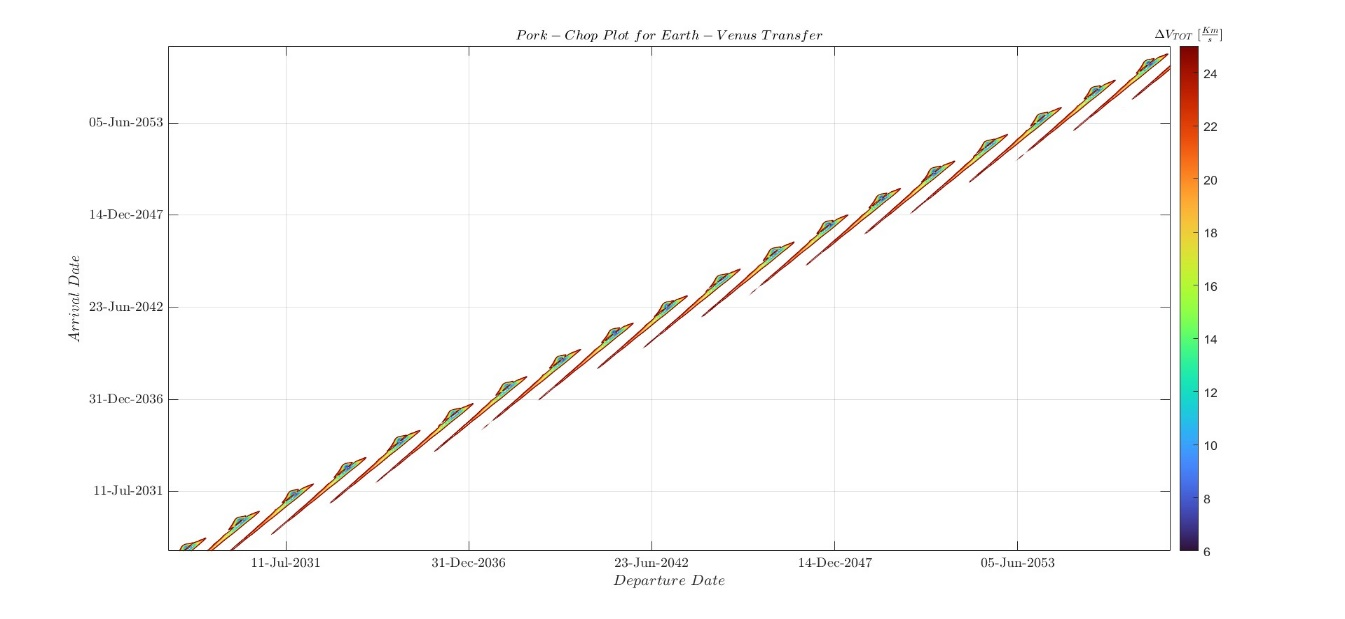 Pork − Chop Plot for Earth − Venus Transfer
ΔV_TOT [Km/s]
24
22
20
18
16
14
12
10
8
6
Arrival Date
05-Jun-2053
14-Dec-2047
23-Jun-2042
31-Dec-2036
11-Jul-2031
11-Jul-2031 31-Dec-2036 23-Jun-2042 14-Dec-2047 05-Jun-2053
Departure Date